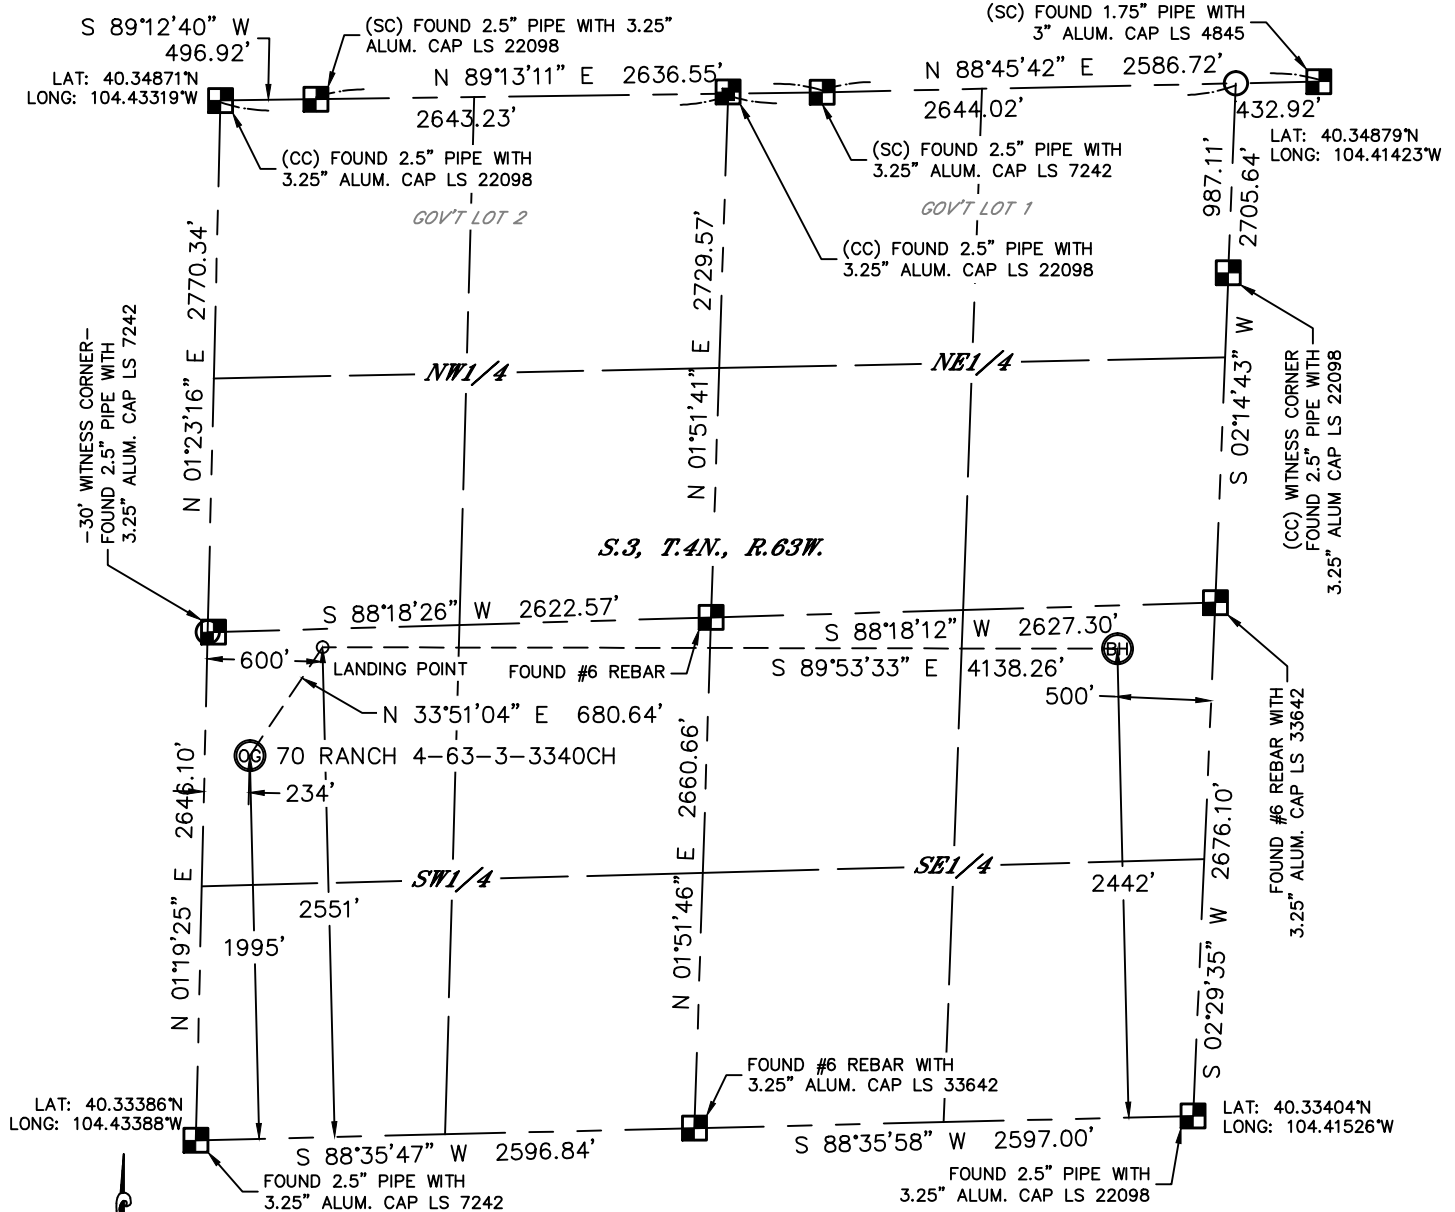 S 89°12'40" W
496.92'
(SC) FOUND 2.5" PIPE WITH 3.25"
ALUM. CAP LS 22098
(SC) FOUND 1.75" PIPE WITH
3" ALUM. CAP LS 4845
LAT: 40.34871°N
LONG: 104.43319°W
N 89°13'11" E 2636.55'
2643.23'
N 88°45'42" E 2586.72'
2644.02'
432.92'
LAT: 40.34879°N
LONG: 104.41423°W
(CC) FOUND 2.5" PIPE WITH
3.25" ALUM. CAP LS 22098
(SC) FOUND 2.5" PIPE WITH
3.25" ALUM. CAP LS 7242
987.11'
2705.64'
GOV'T LOT 2
GOV'T LOT 1
(CC) FOUND 2.5" PIPE WITH
3.25" ALUM. CAP LS 22098
N 01°23'16" E 2770.34'
N 01°51'41" E 2729.57'
S 02°14'43" W
-30' WITNESS CORNER-
FOUND 2.5" PIPE WITH
3.25" ALUM. CAP LS 7242
(CC) WITNESS CORNER
FOUND 2.5" PIPE WITH
3.25" ALUM CAP LS 22098
NW1/4
NE1/4
S.3, T.4N., R.63W.
S 88°18'26" W 2622.57'
S 88°18'12" W 2627.30'
600'
LANDING POINT
FOUND #6 REBAR
S 89°53'33" E 4138.26'
BH
500'
N 33°51'04" E 680.64'
OG 70 RANCH 4-63-3-3340CH
234'
FOUND #6 REBAR WITH
3.25" ALUM. CAP LS 33642
N 01°19'25" E 2646.10'
N 01°51'46" E 2660.66'
S 02°29'35" W 2676.10'
SW1/4
SE1/4
2551'
2442'
1995'
FOUND #6 REBAR WITH
3.25" ALUM. CAP LS 33642
LAT: 40.33386°N
LONG: 104.43388°W
LAT: 40.33404°N
LONG: 104.41526°W
S 88°35'47" W 2596.84'
S 88°35'58" W 2597.00'
FOUND 2.5" PIPE WITH
3.25" ALUM. CAP LS 7242
FOUND 2.5" PIPE WITH
3.25" ALUM. CAP LS 22098